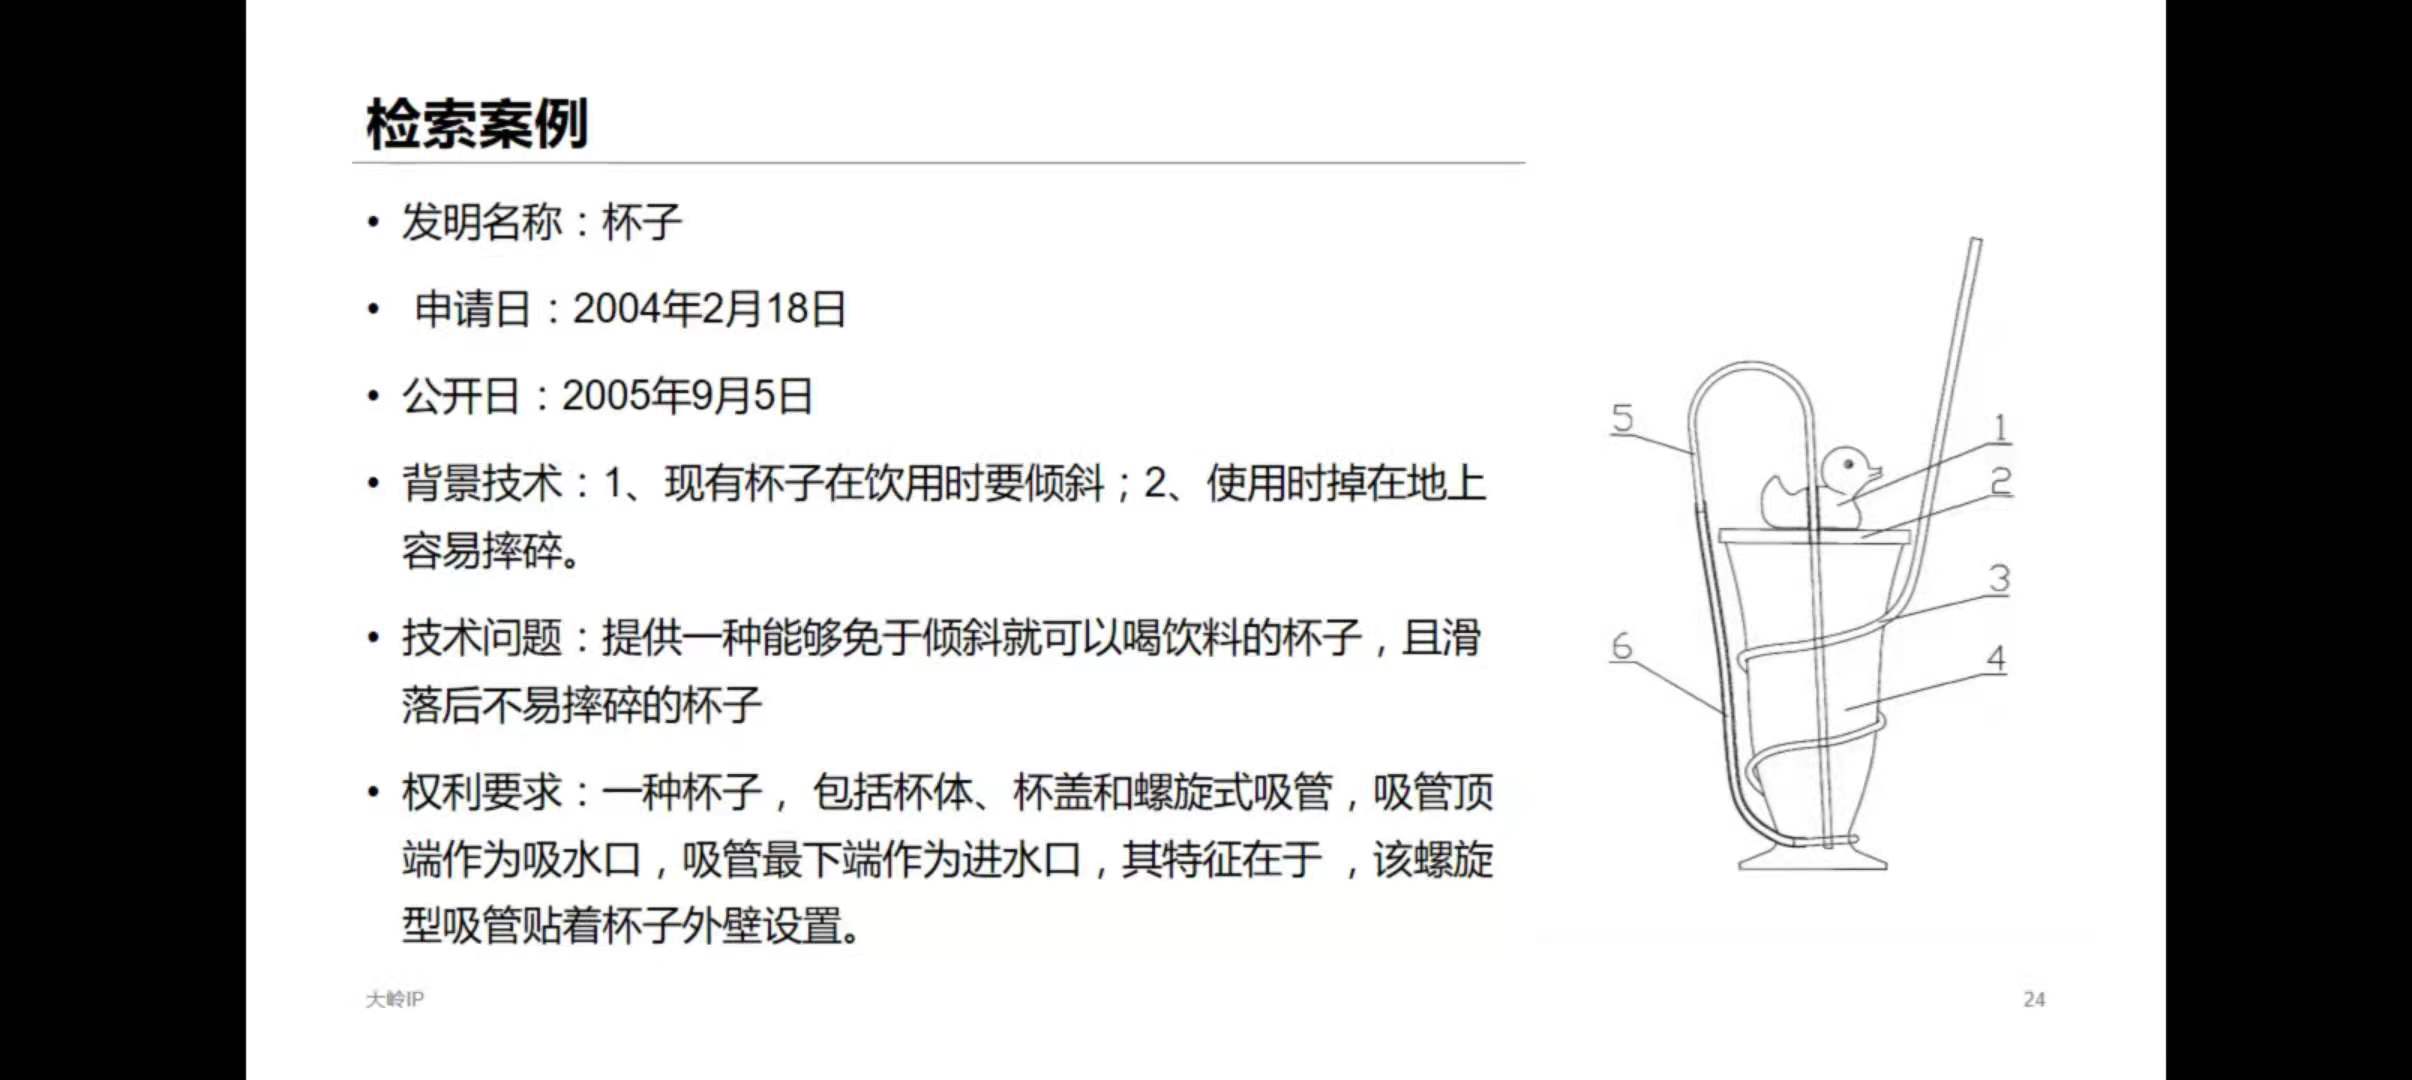 检索案例
• 发明名称：杯子
• 申请日：2004年2月18日
• 公开日：2005年9月5日
• 背景技术：1、现有杯子在饮用时要倾斜；2、使用时掉在地上
容易摔碎。
• 技术问题：提供一种能够免于倾斜就可以喝饮料的杯子，且滑
落后不易摔碎的杯子
• 权利要求：一种杯子， 包括杯体、杯盖和螺旋式吸管，吸管顶
端作为吸水口，吸管最下端作为进水口，其特征在于 ，该螺旋
型吸管贴着杯子外壁设置。
5
1
2
3
6
4
大岭IP
24